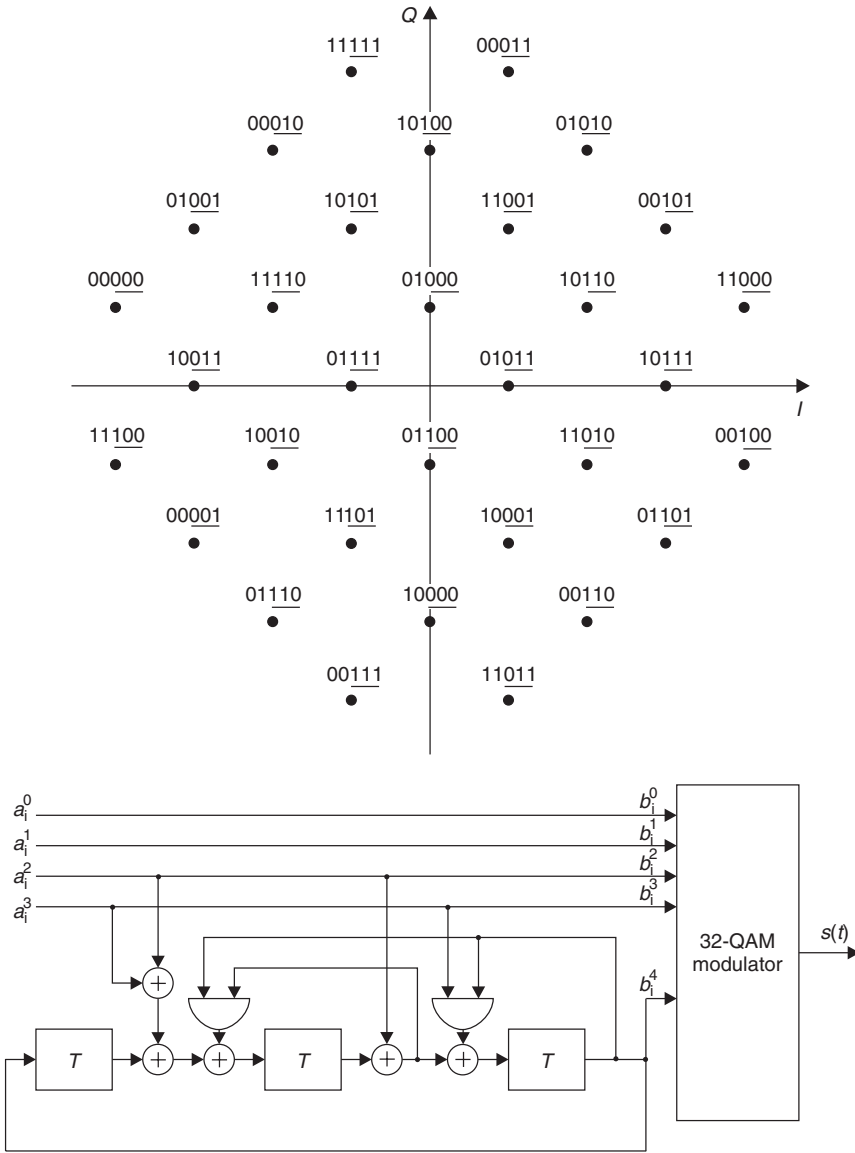 Q
11111 00011
00010 10100 01010
01001 10101 11001 00101
00000 11110 01000 10110 11000
10011 01111 01011 10111
I
11100 10010 01100 11010 00100
00001 11101 10001 01101
01110 10000 00110
00111 11011
a_i^0 b_i^0
a_i^1 b_i^1
a_i^2 b_i^2
a_i^3 b_i^3
32-QAM
modulator
s(t)
b_i^4
+
T + + T + + T